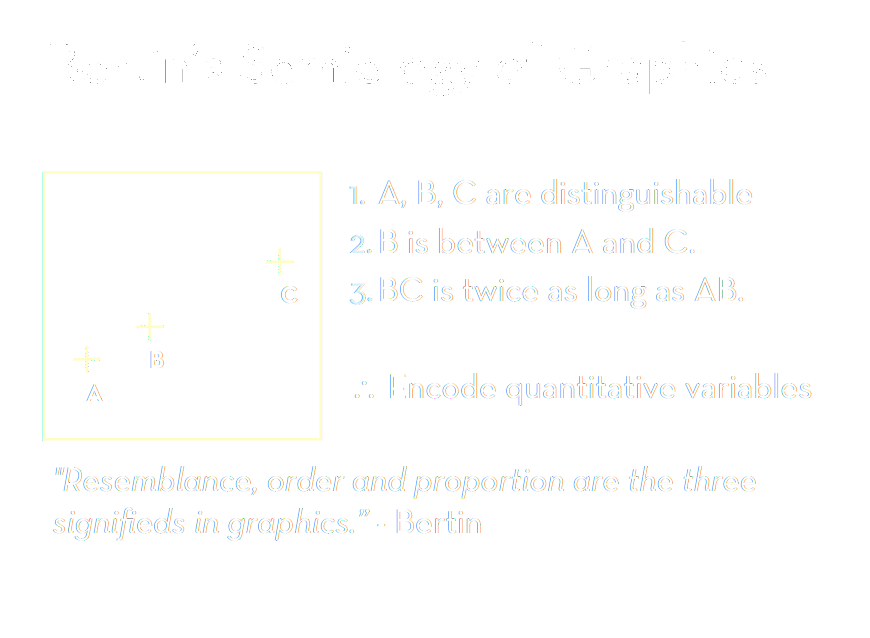 Bertin's Semiology of Graphics
1. A, B, C are distinguishable
2. B is between A and C.
3. BC is twice as long as AB.
C
B
A
∴ Encode quantitative variables
"Resemblance, order and proportion are the three
signifieds in graphics.” - Bertin